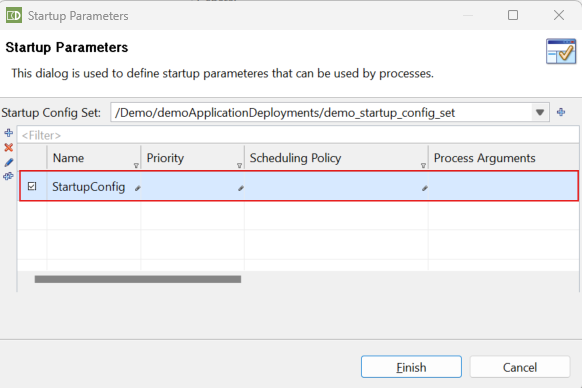 Startup Parameters
Startup Parameters
This dialog is used to define startup parameteres that can be used by processes.
Startup Config Set: /Demo/demoApplicationDeployments/demo_startup_config_set
<Filter>
Name Priority Scheduling Policy Process Arguments
StartupConfig
Finish Cancel